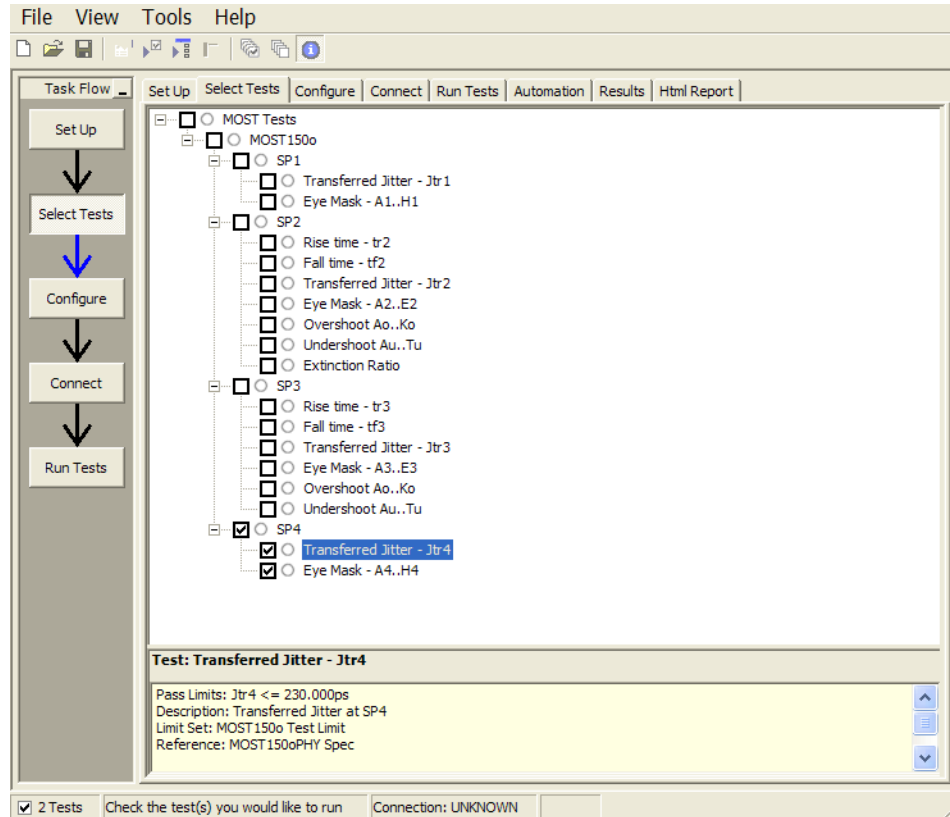 File View Tools Help
Task Flow
Set Up
Select Tests
Configure
Connect
Run Tests
Set Up Select Tests Configure Connect Run Tests Automation Results Html Report
MOST Tests
MOST150o
SP1
Transferred Jitter - Jtr1
Eye Mask - A1..H1
SP2
Rise time - tr2
Fall time - tf2
Transferred Jitter - Jtr2
Eye Mask - A2..E2
Overshoot Ao..Ko
Undershoot Au..Tu
Extinction Ratio
SP3
Rise time - tr3
Fall time - tf3
Transferred Jitter - Jtr3
Eye Mask - A3..E3
Overshoot Ao..Ko
Undershoot Au..Tu
SP4
Transferred Jitter - Jtr4
Eye Mask - A4..H4
Test: Transferred Jitter - Jtr4
Pass Limits: Jtr4 <= 230.000ps
Description: Transferred Jitter at SP4
Limit Set: MOST150o Test Limit
Reference: MOST150oPHY Spec
2 Tests Check the test(s) you would like to run Connection: UNKNOWN